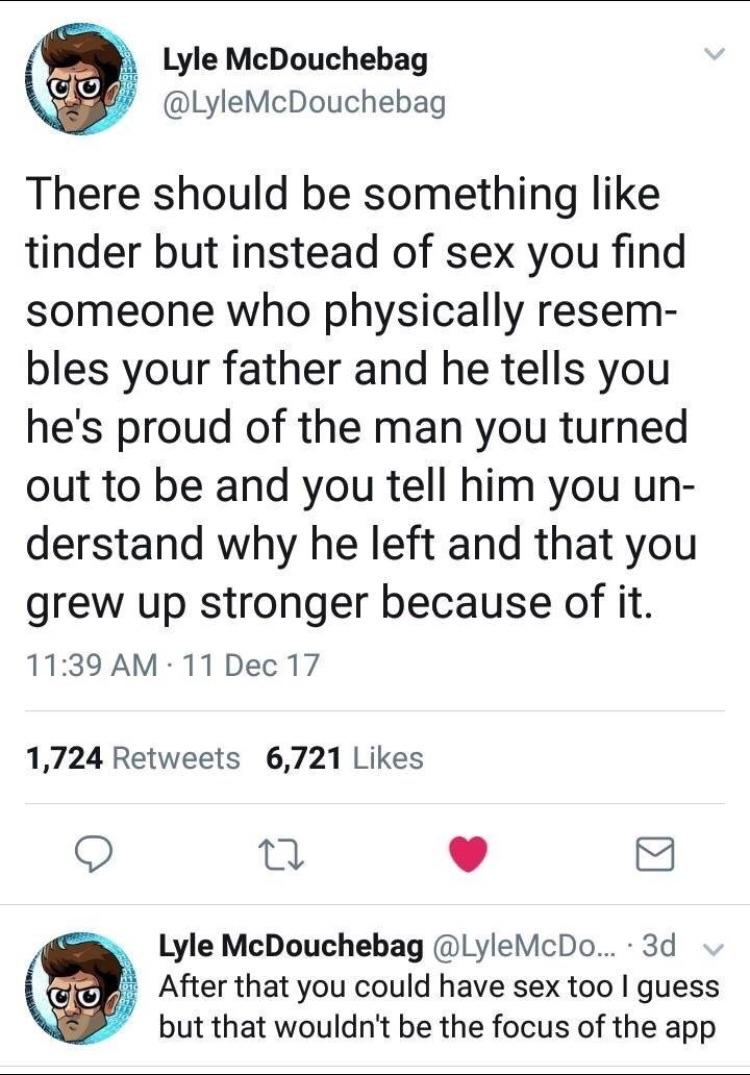 Lyle McDouchebag
@LyleMcDouchebag
There should be something like
tinder but instead of sex you find
someone who physically resem-
bles your father and he tells you
he's proud of the man you turned
out to be and you tell him you un-
derstand why he left and that you
grew up stronger because of it.
11:39 AM · 11 Dec 17
1,724 Retweets 6,721 Likes
Lyle McDouchebag @LyleMcDo... · 3d
After that you could have sex too I guess
but that wouldn't be the focus of the app